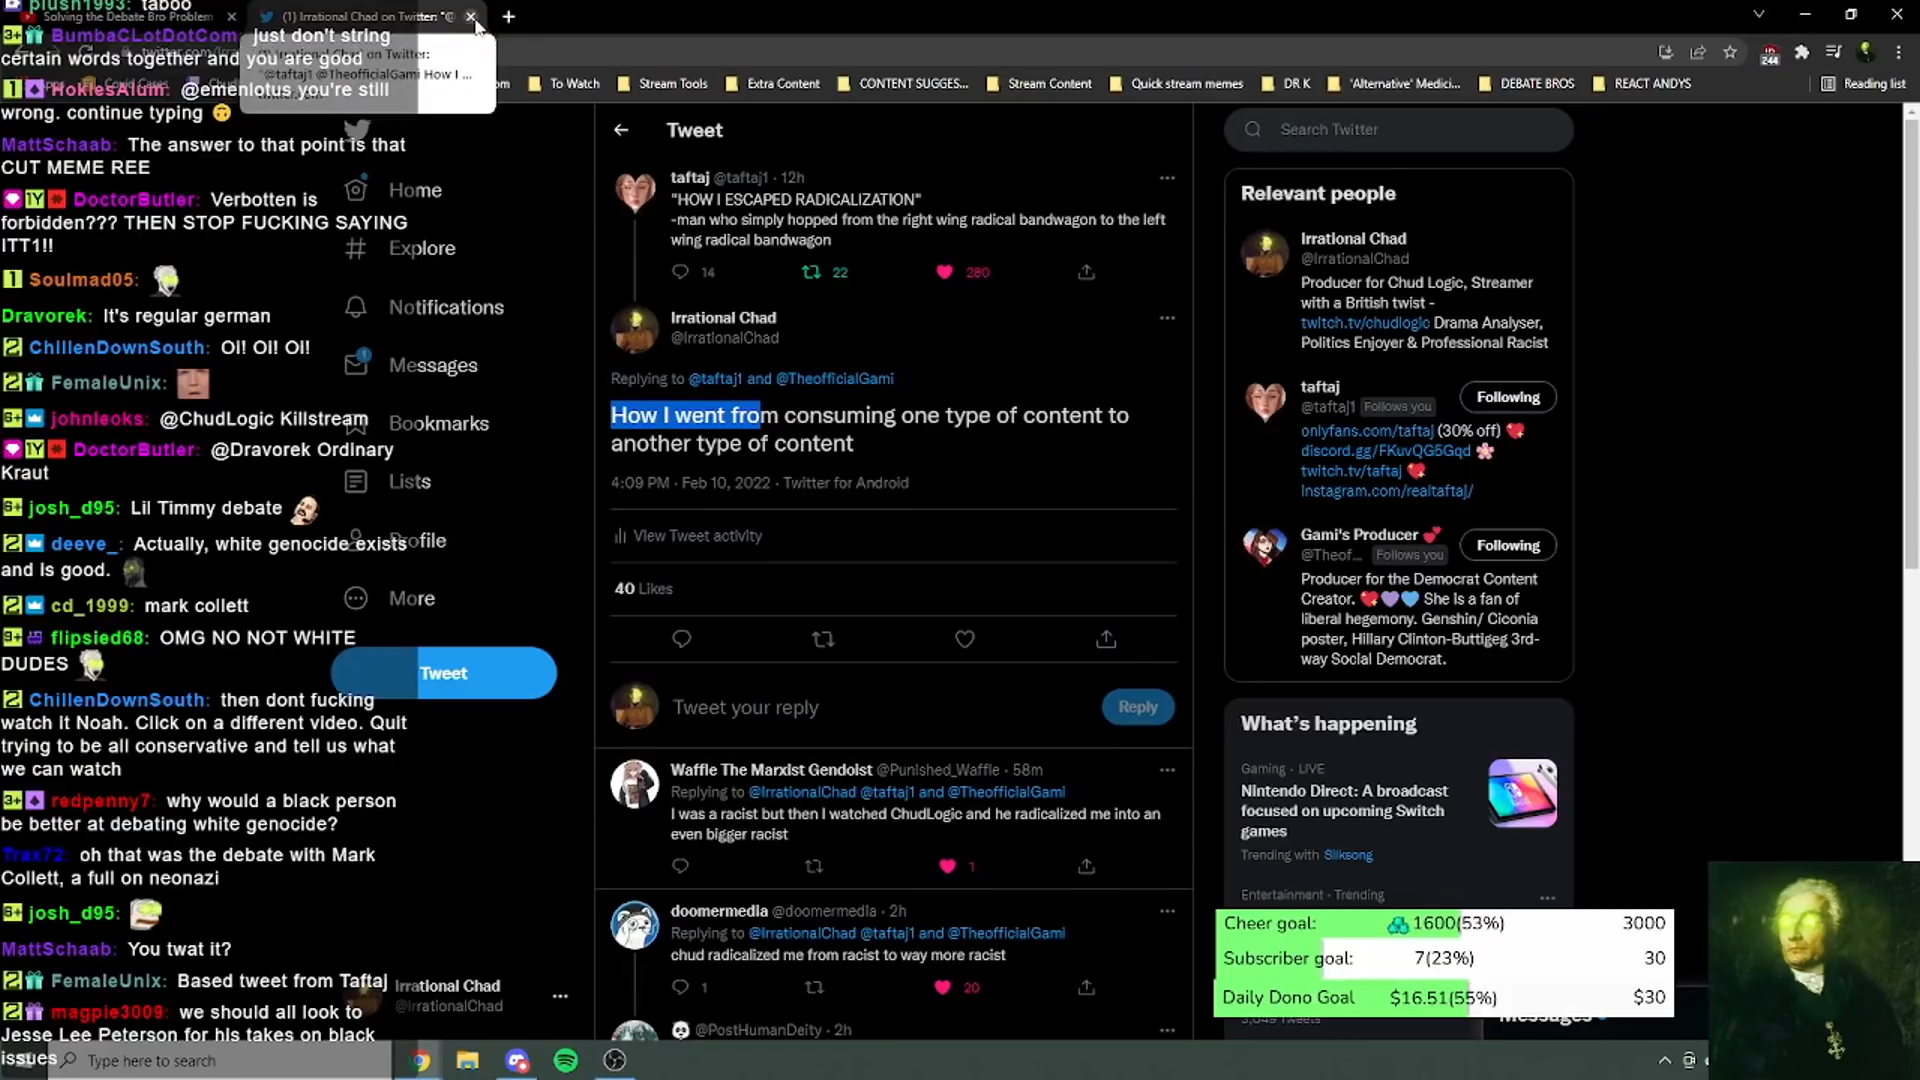 plush1993: taboo
Solving the Debate Bro Problem
(1) Irrational Chad on Twitter: "@
BumbaCLotDotCom
just don't string
certain words together and you are good
Irrational Chad on Twitter:
"@taftaj1 @TheofficialGami How I ...
HokiesAlum: @emenlotus you're still
wrong. continue typing
To Watch
Stream Tools
Extra Content
CONTENT SUGGES...
Stream Content
Quick stream memes
DR K
'Alternative' Medici...
DEBATE BROS
REACT ANDYS
Reading list
244
MattSchaab: The answer to that point is that
CUT MEME REE
DoctorButler: Verbotten is
forbidden??? THEN STOP FUCKING SAYING
ITT1!!
Soulmad05:
Dravorek: It's regular german
ChillenDownSouth: OI! OI! OI!
FemaleUnix:
johnleoks: @ChudLogic Killstream
DoctorButler: @Dravorek Ordinary
Kraut
josh_d95: Lil Timmy debate
deeve_: Actually, white genocide exists
and is good.
cd_1999: mark collett
flipsied68: OMG NO NOT WHITE
DUDES
ChillenDownSouth: then dont fucking
watch it Noah. Click on a different video. Quit
trying to be all conservative and tell us what
we can watch
redpenny7: why would a black person
be better at debating white genocide?
Trax72: oh that was the debate with Mark
Collett, a full on neonazi
josh_d95:
MattSchaab: You twat it?
FemaleUnix: Based tweet from Taftaj
magpie3009: we should all look to
Jesse Lee Peterson for his takes on black
issues
Home
Explore
Notifications
1
Messages
Bookmarks
Lists
Profile
More
Tweet
Irrational Chad
@IrrationalChad
Tweet
taftaj @taftaj1 · 12h
"HOW I ESCAPED RADICALIZATION"
-man who simply hopped from the right wing radical bandwagon to the left
wing radical bandwagon
14 22 280
Irrational Chad
@IrrationalChad
Replying to @taftaj1 and @TheofficialGami
How I went from consuming one type of content to
another type of content
4:09 PM · Feb 10, 2022 · Twitter for Android
View Tweet activity
40 Likes
Tweet your reply
Reply
Waffle The Marxist Gendoist @Punished_Waffle · 58m
Replying to @IrrationalChad @taftaj1 and @TheofficialGami
I was a racist but then I watched ChudLogic and he radicalized me into an
even bigger racist
1
doomermedia @doomermedia · 2h
Replying to @IrrationalChad @taftaj1 and @TheofficialGami
chud radicalized me from racist to way more racist
1 20
@PostHumanDeity · 2h
Search Twitter
Relevant people
Irrational Chad
@IrrationalChad
Producer for Chud Logic, Streamer
with a British twist -
twitch.tv/chudlogic Drama Analyser,
Politics Enjoyer & Professional Racist
taftaj
@taftaj1 Follows you
Following
onlyfans.com/taftaj (30% off)
discord.gg/FKuvQG5Gqd
twitch.tv/taftaj
instagram.com/realtaftaj/
Gami's Producer
@Theof... Follows you
Following
Producer for the Democrat Content
Creator. She is a fan of
liberal hegemony. Genshin/ Ciconia
poster, Hillary Clinton-Buttigeg 3rd-
way Social Democrat.
What's happening
Gaming · LIVE
Nintendo Direct: A broadcast
focused on upcoming Switch
games
Trending with Silksong
Entertainment · Trending
Cheer goal: 1600(53%) 3000
Subscriber goal: 7(23%) 30
Daily Dono Goal $16.51(55%) $30
Messages
Type here to search